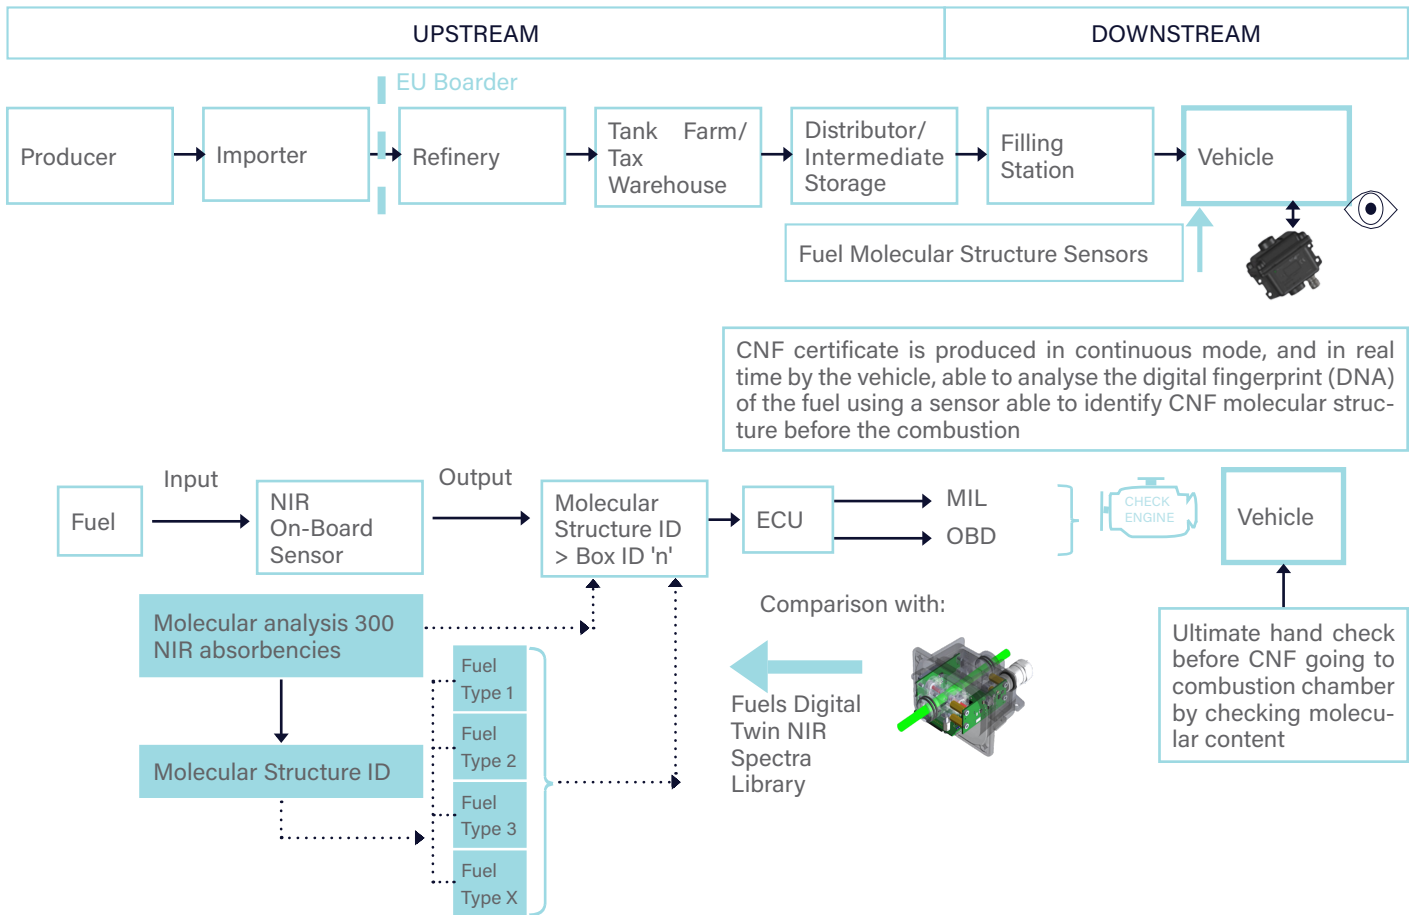 UPSTREAM
DOWNSTREAM
EU Boarder
Producer
Importer
Refinery
Tank Farm/
Tax
Warehouse
Distributor/
Intermediate
Storage
Filling
Station
Vehicle
Fuel Molecular Structure Sensors
CNF certificate is produced in continuous mode, and in real
time by the vehicle, able to analyse the digital fingerprint (DNA)
of the fuel using a sensor able to identify CNF molecular struc-
ture before the combustion
Fuel
Input
NIR
On-Board
Sensor
Output
Molecular
Structure ID
> Box ID 'n'
ECU
MIL
OBD
CHECK
ENGINE
Vehicle
Molecular analysis 300
NIR absorbencies
Molecular Structure ID
Fuel
Type 1
Fuel
Type 2
Fuel
Type 3
Fuel
Type X
Comparison with:
Fuels Digital
Twin NIR
Spectra
Library
Ultimate hand check
before CNF going to
combustion chamber
by checking molecu-
lar content